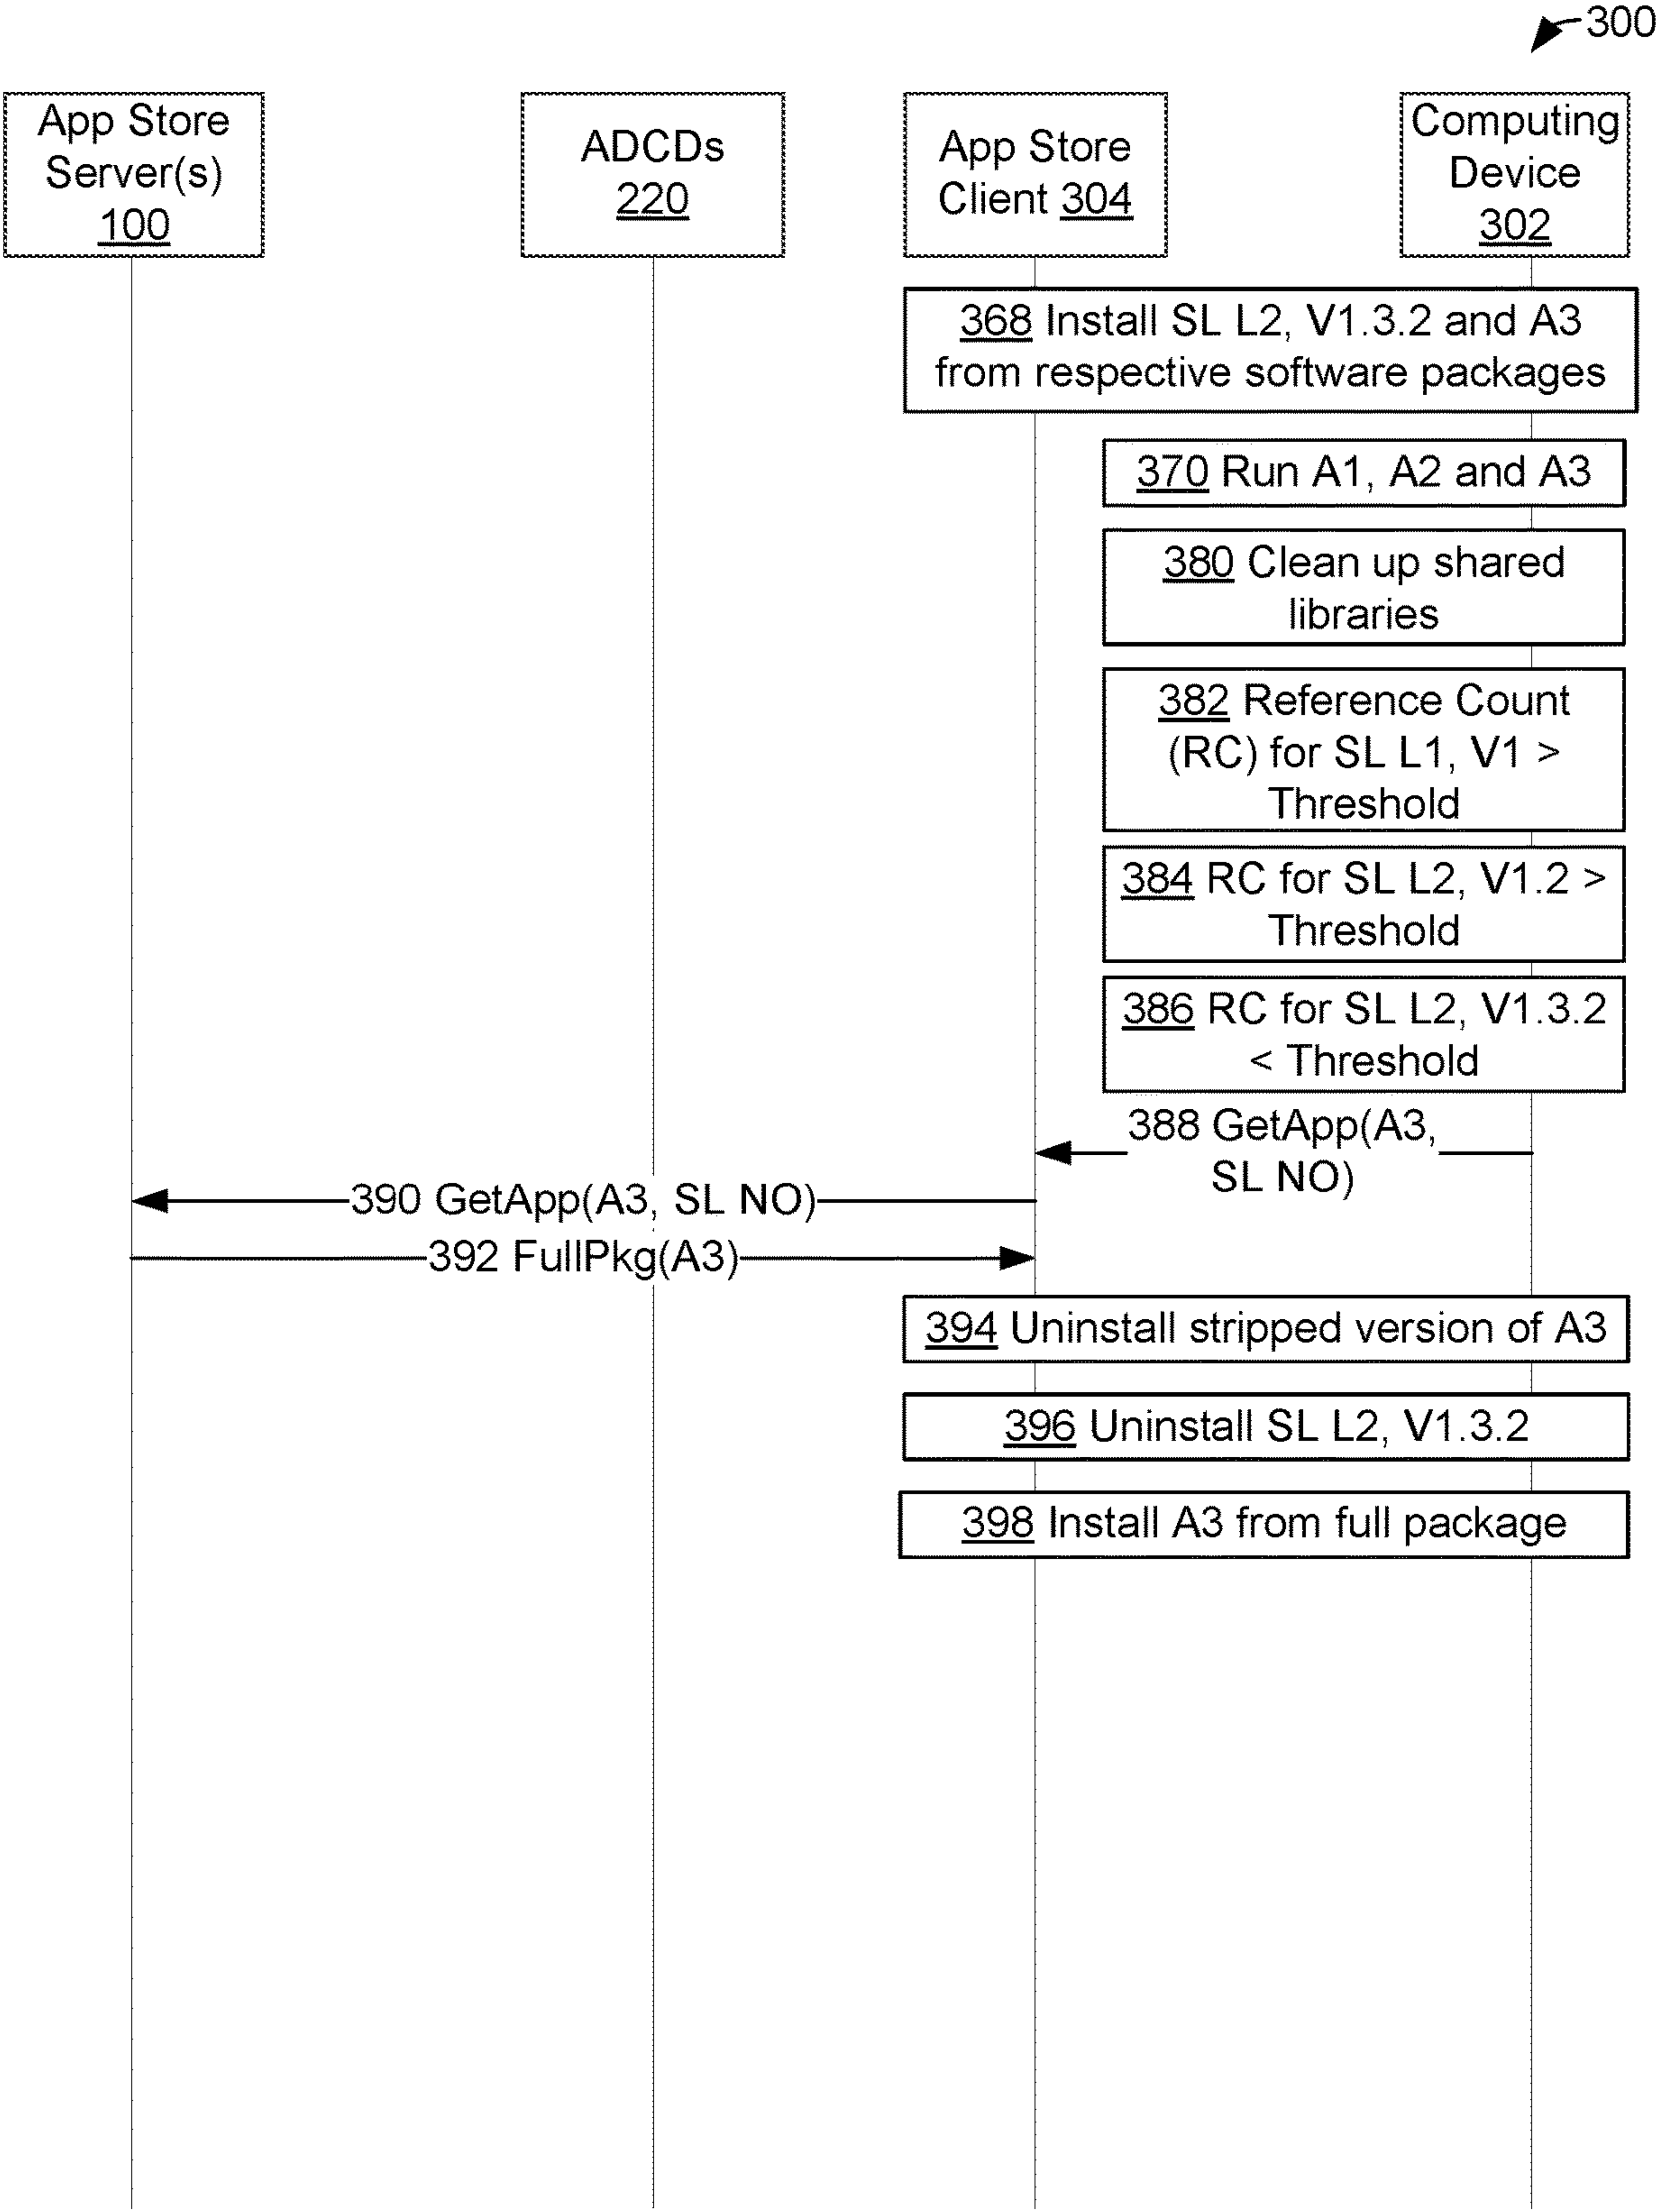 300
App Store
Server(s)
100
ADCDs
220
App Store
Client 304
Computing
Device
302
368 Install SL L2, V1.3.2 and A3
from respective software packages
370 Run A1, A2 and A3
380 Clean up shared
libraries
382 Reference Count
(RC) for SL L1, V1 >
Threshold
384 RC for SL L2, V1.2 >
Threshold
386 RC for SL L2, V1.3.2
< Threshold
388 GetApp(A3,
SL NO)
390 GetApp(A3, SL NO)
392 FullPkg(A3)
394 Uninstall stripped version of A3
396 Uninstall SL L2, V1.3.2
398 Install A3 from full package